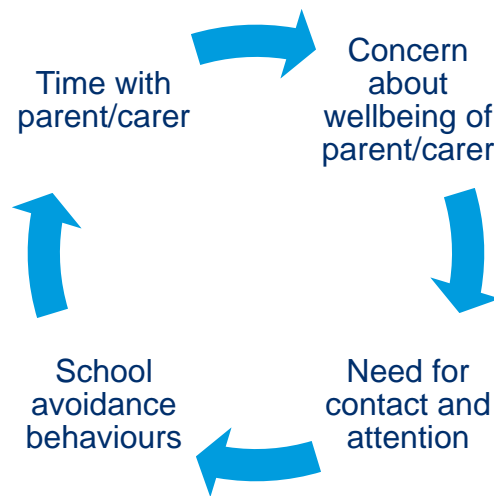 Time with
parent/carer
Concern
about
wellbeing of
parent/carer
Need for
contact and
attention
School
avoidance
behaviours